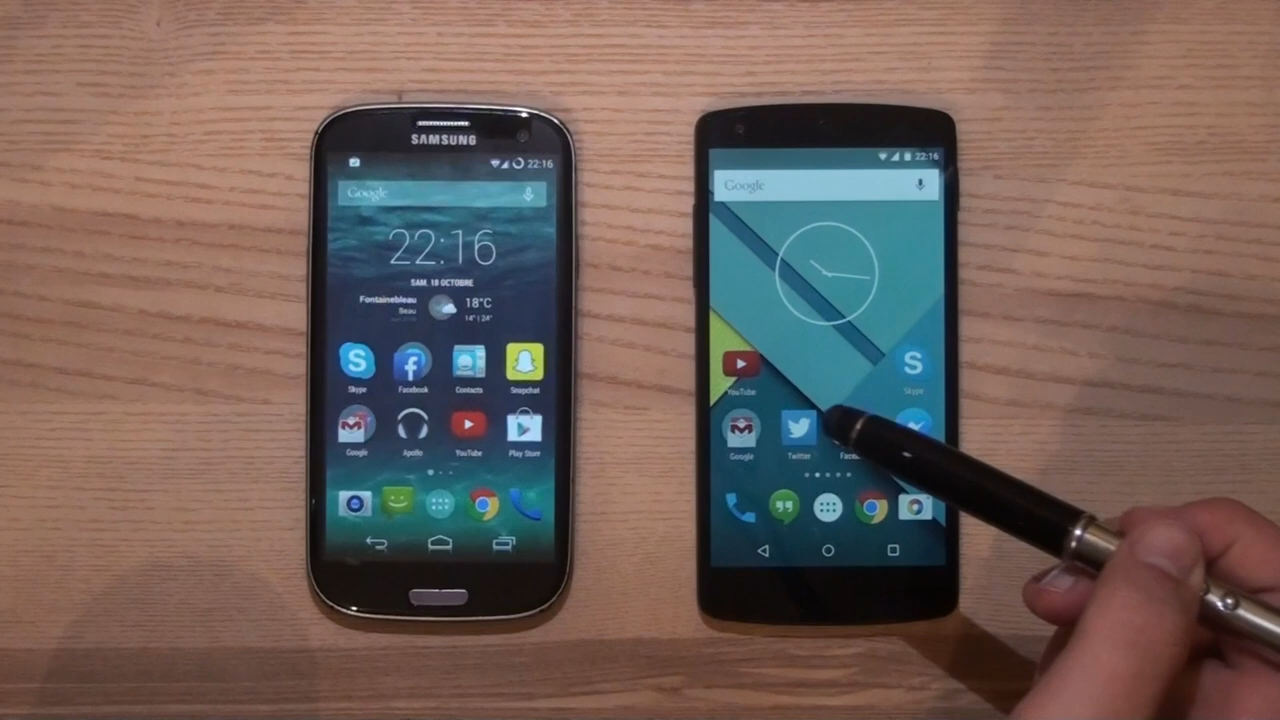 SAMSUNG
22:16
Google
22:16
SAM. 18 OCTOBRE
Fontainebleau
Beau
18°C
14° | 24°
Skype
Facebook
Contacts
Snapchat
Google
Apollo
YouTube
Play Store
22:16
Google
YouTube
Skype
Google
Twitter